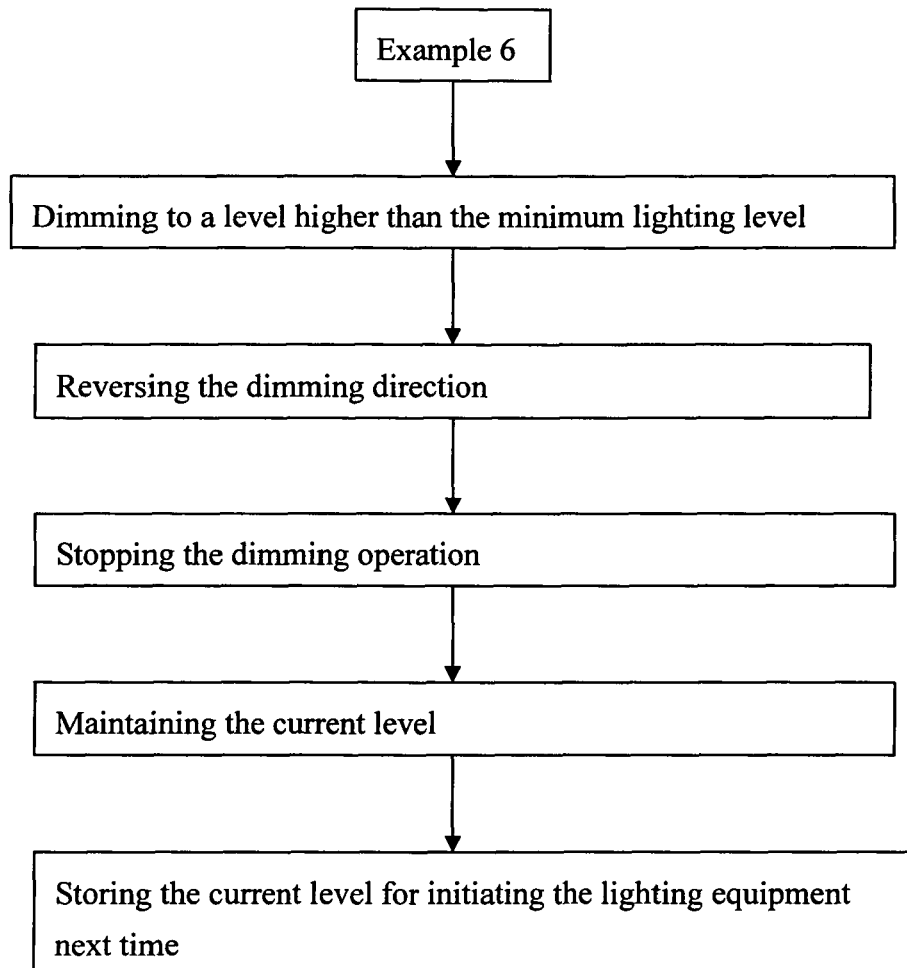 Example 6
Dimming to a level higher than the minimum lighting level
Reversing the dimming direction
Stopping the dimming operation
Maintaining the current level
Storing the current level for initiating the lighting equipment
next time